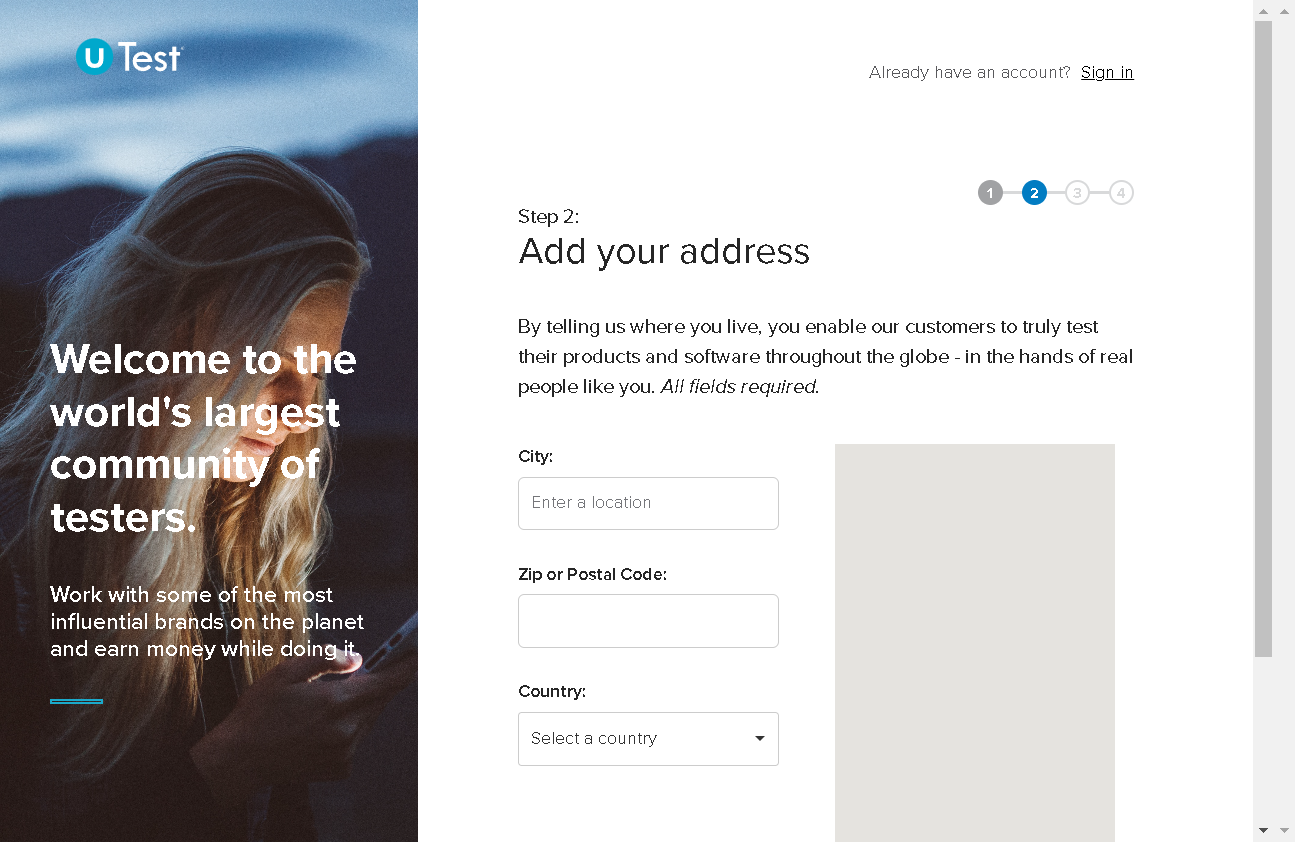 U Test
Already have an account? Sign in
1 2 3 4
Step 2:
Add your address
By telling us where you live, you enable our customers to truly test
their products and software throughout the globe - in the hands of real
people like you. All fields required.
Welcome to the
world's largest
community of
testers.
Work with some of the most
influential brands on the planet
and earn money while doing it.
City:
Enter a location
Zip or Postal Code:
Country:
Select a country